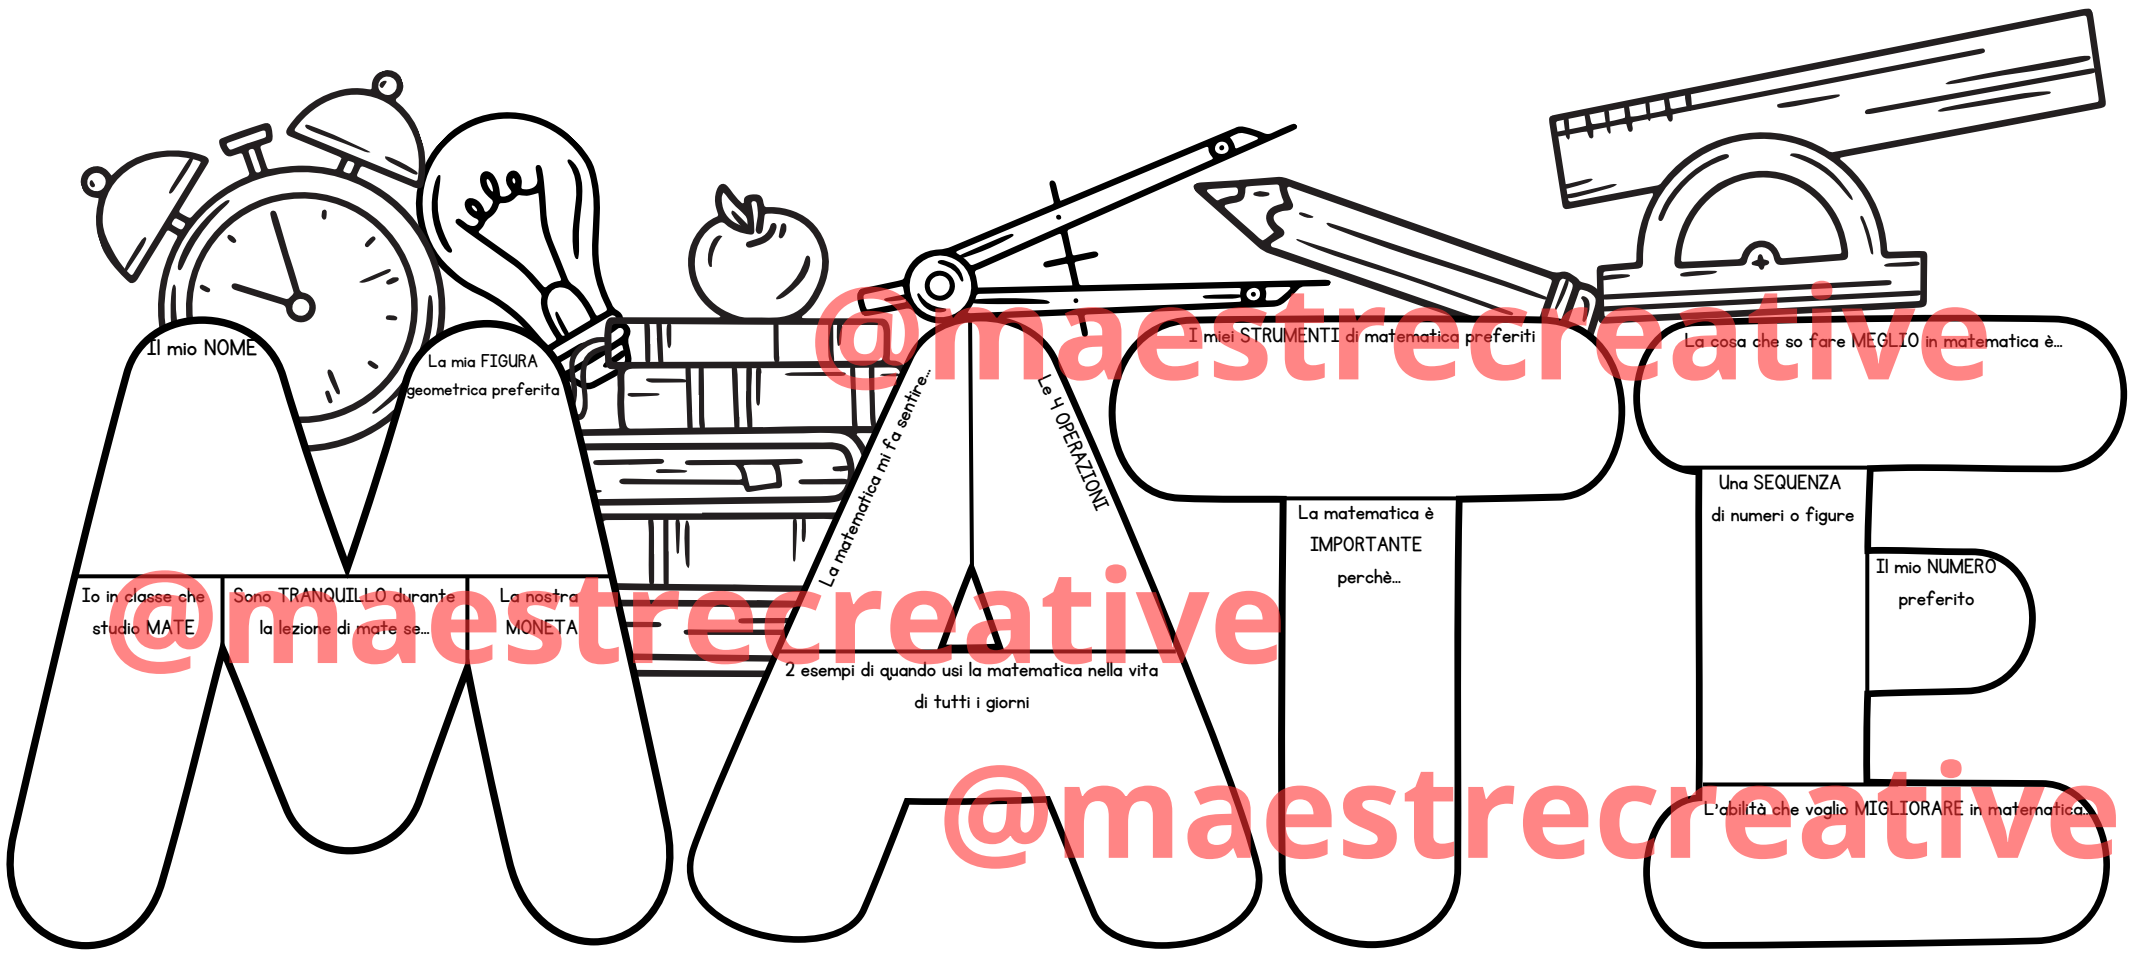 Il mio NOME
La mia FIGURA
geometrica preferita
Io in classe che
studio MATE
Sono TRANQUILLO durante
la lezione di mate se...
La nostra
MONETA
La matematica mi fa sentire...
Le 4 OPERAZIONI
2 esempi di quando usi la matematica nella vita
di tutti i giorni
I miei STRUMENTI di matematica preferiti
La matematica è
IMPORTANTE
perchè...
La cosa che so fare MEGLIO in matematica è...
Una SEQUENZA
di numeri o figure
Il mio NUMERO
preferito
L'abilità che voglio MIGLIORARE in matematica...
@maestrecreative
@maestrecreative
@maestrecreative